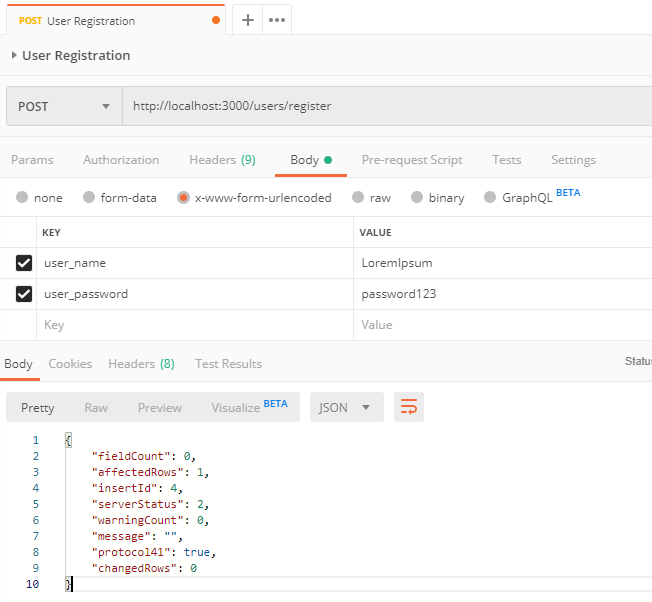 POST User Registration
User Registration
POST http://localhost:3000/users/register
Params Authorization Headers (9) Body Pre-request Script Tests Settings
none form-data x-www-form-urlencoded raw binary GraphQL BETA
KEY VALUE
user_name LoremIpsum
user_password password123
Key Value
Body Cookies Headers (8) Test Results Status
Pretty Raw Preview Visualize BETA JSON
1 {
2 "fieldCount": 0,
3 "affectedRows": 1,
4 "insertId": 4,
5 "serverStatus": 2,
6 "warningCount": 0,
7 "message": "",
8 "protocol41": true,
9 "changedRows": 0
10 }